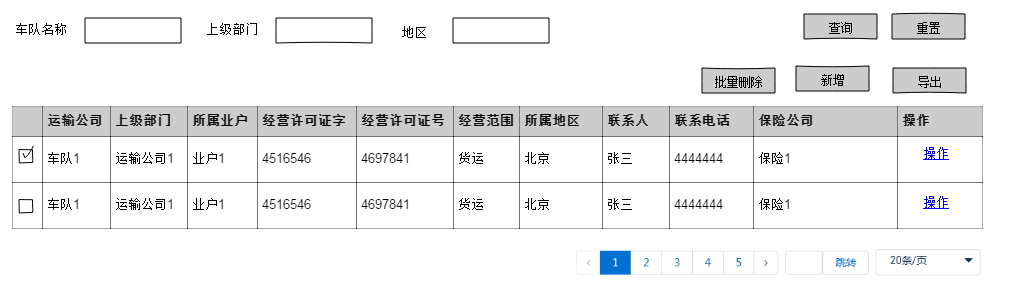 车队名称 上级部门 地区 查询 重置
批量删除 新增 导出
运输公司 上级部门 所属业户 经营许可证字 经营许可证号 经营范围 所属地区 联系人 联系电话 保险公司 操作
车队1 运输公司1 业户1 4516546 4697841 货运 北京 张三 4444444 保险1 操作
车队1 运输公司1 业户1 4516546 4697841 货运 北京 张三 4444444 保险1 操作
‹ 1 2 3 4 5 › 跳转 20条/页